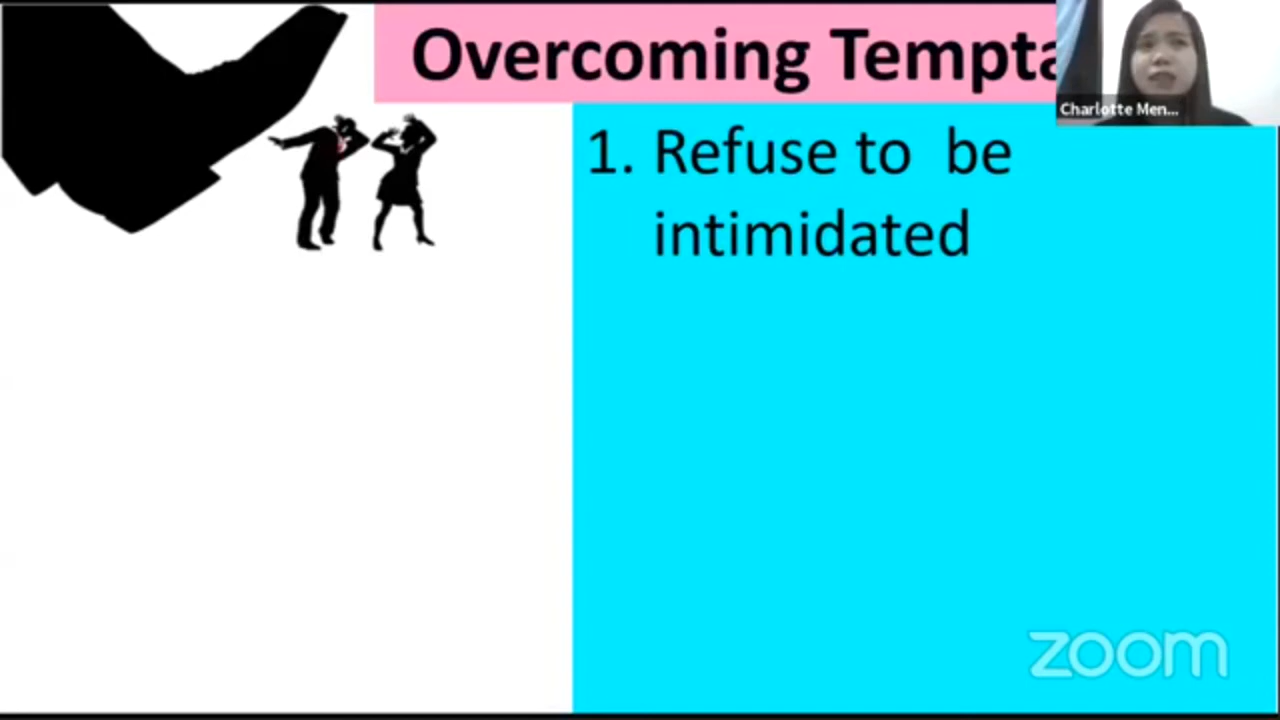 Overcoming Tempta
Charlotte Men...
1. Refuse to be
intimidated
zoom